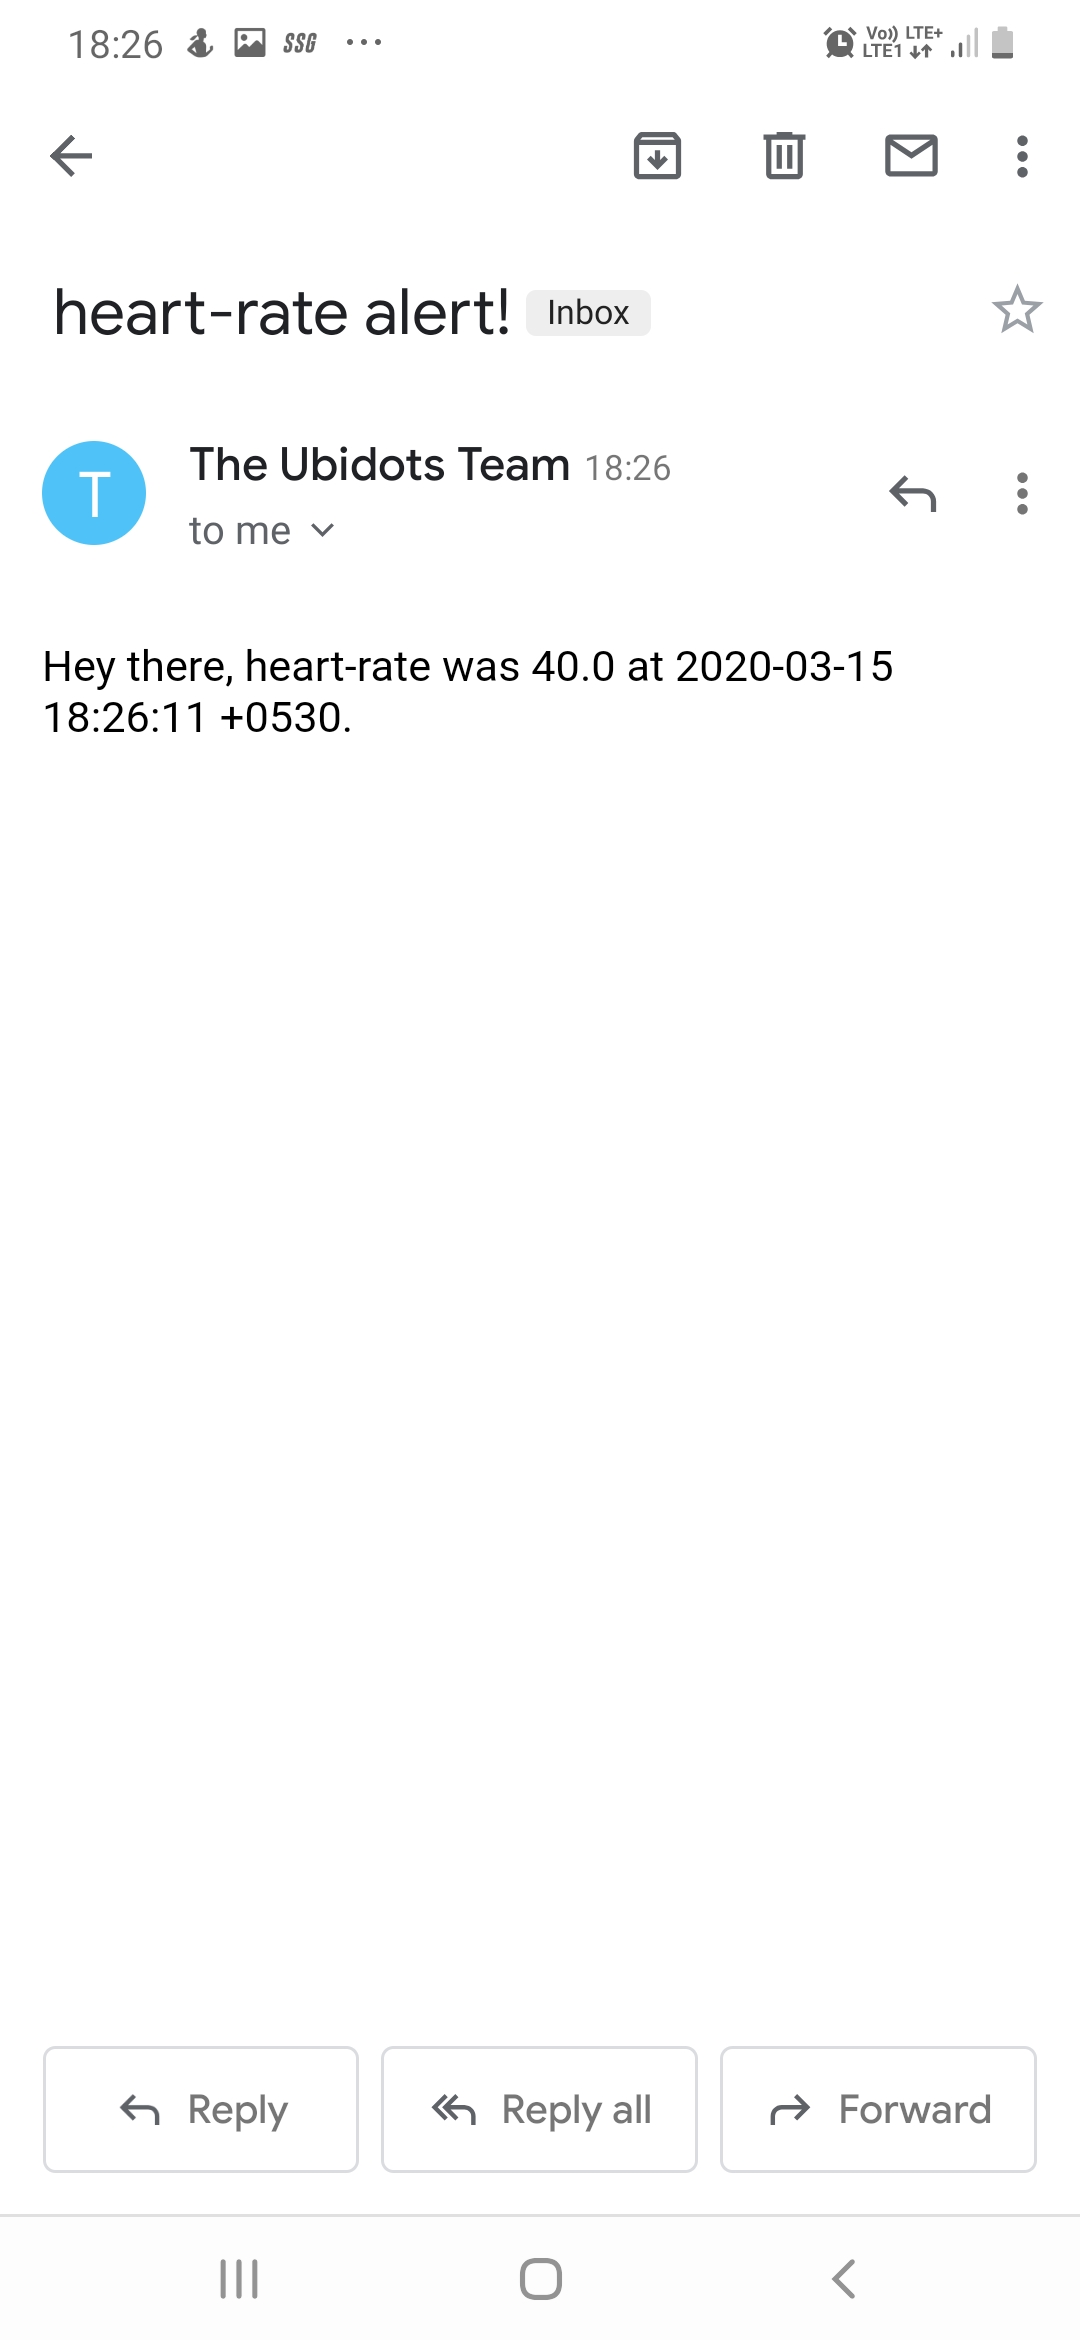 18:26 SSG
Vo)) LTE+
LTE1
heart-rate alert! Inbox
T
The Ubidots Team 18:26
to me
Hey there, heart-rate was 40.0 at 2020-03-15
18:26:11 +0530.
Reply Reply all Forward